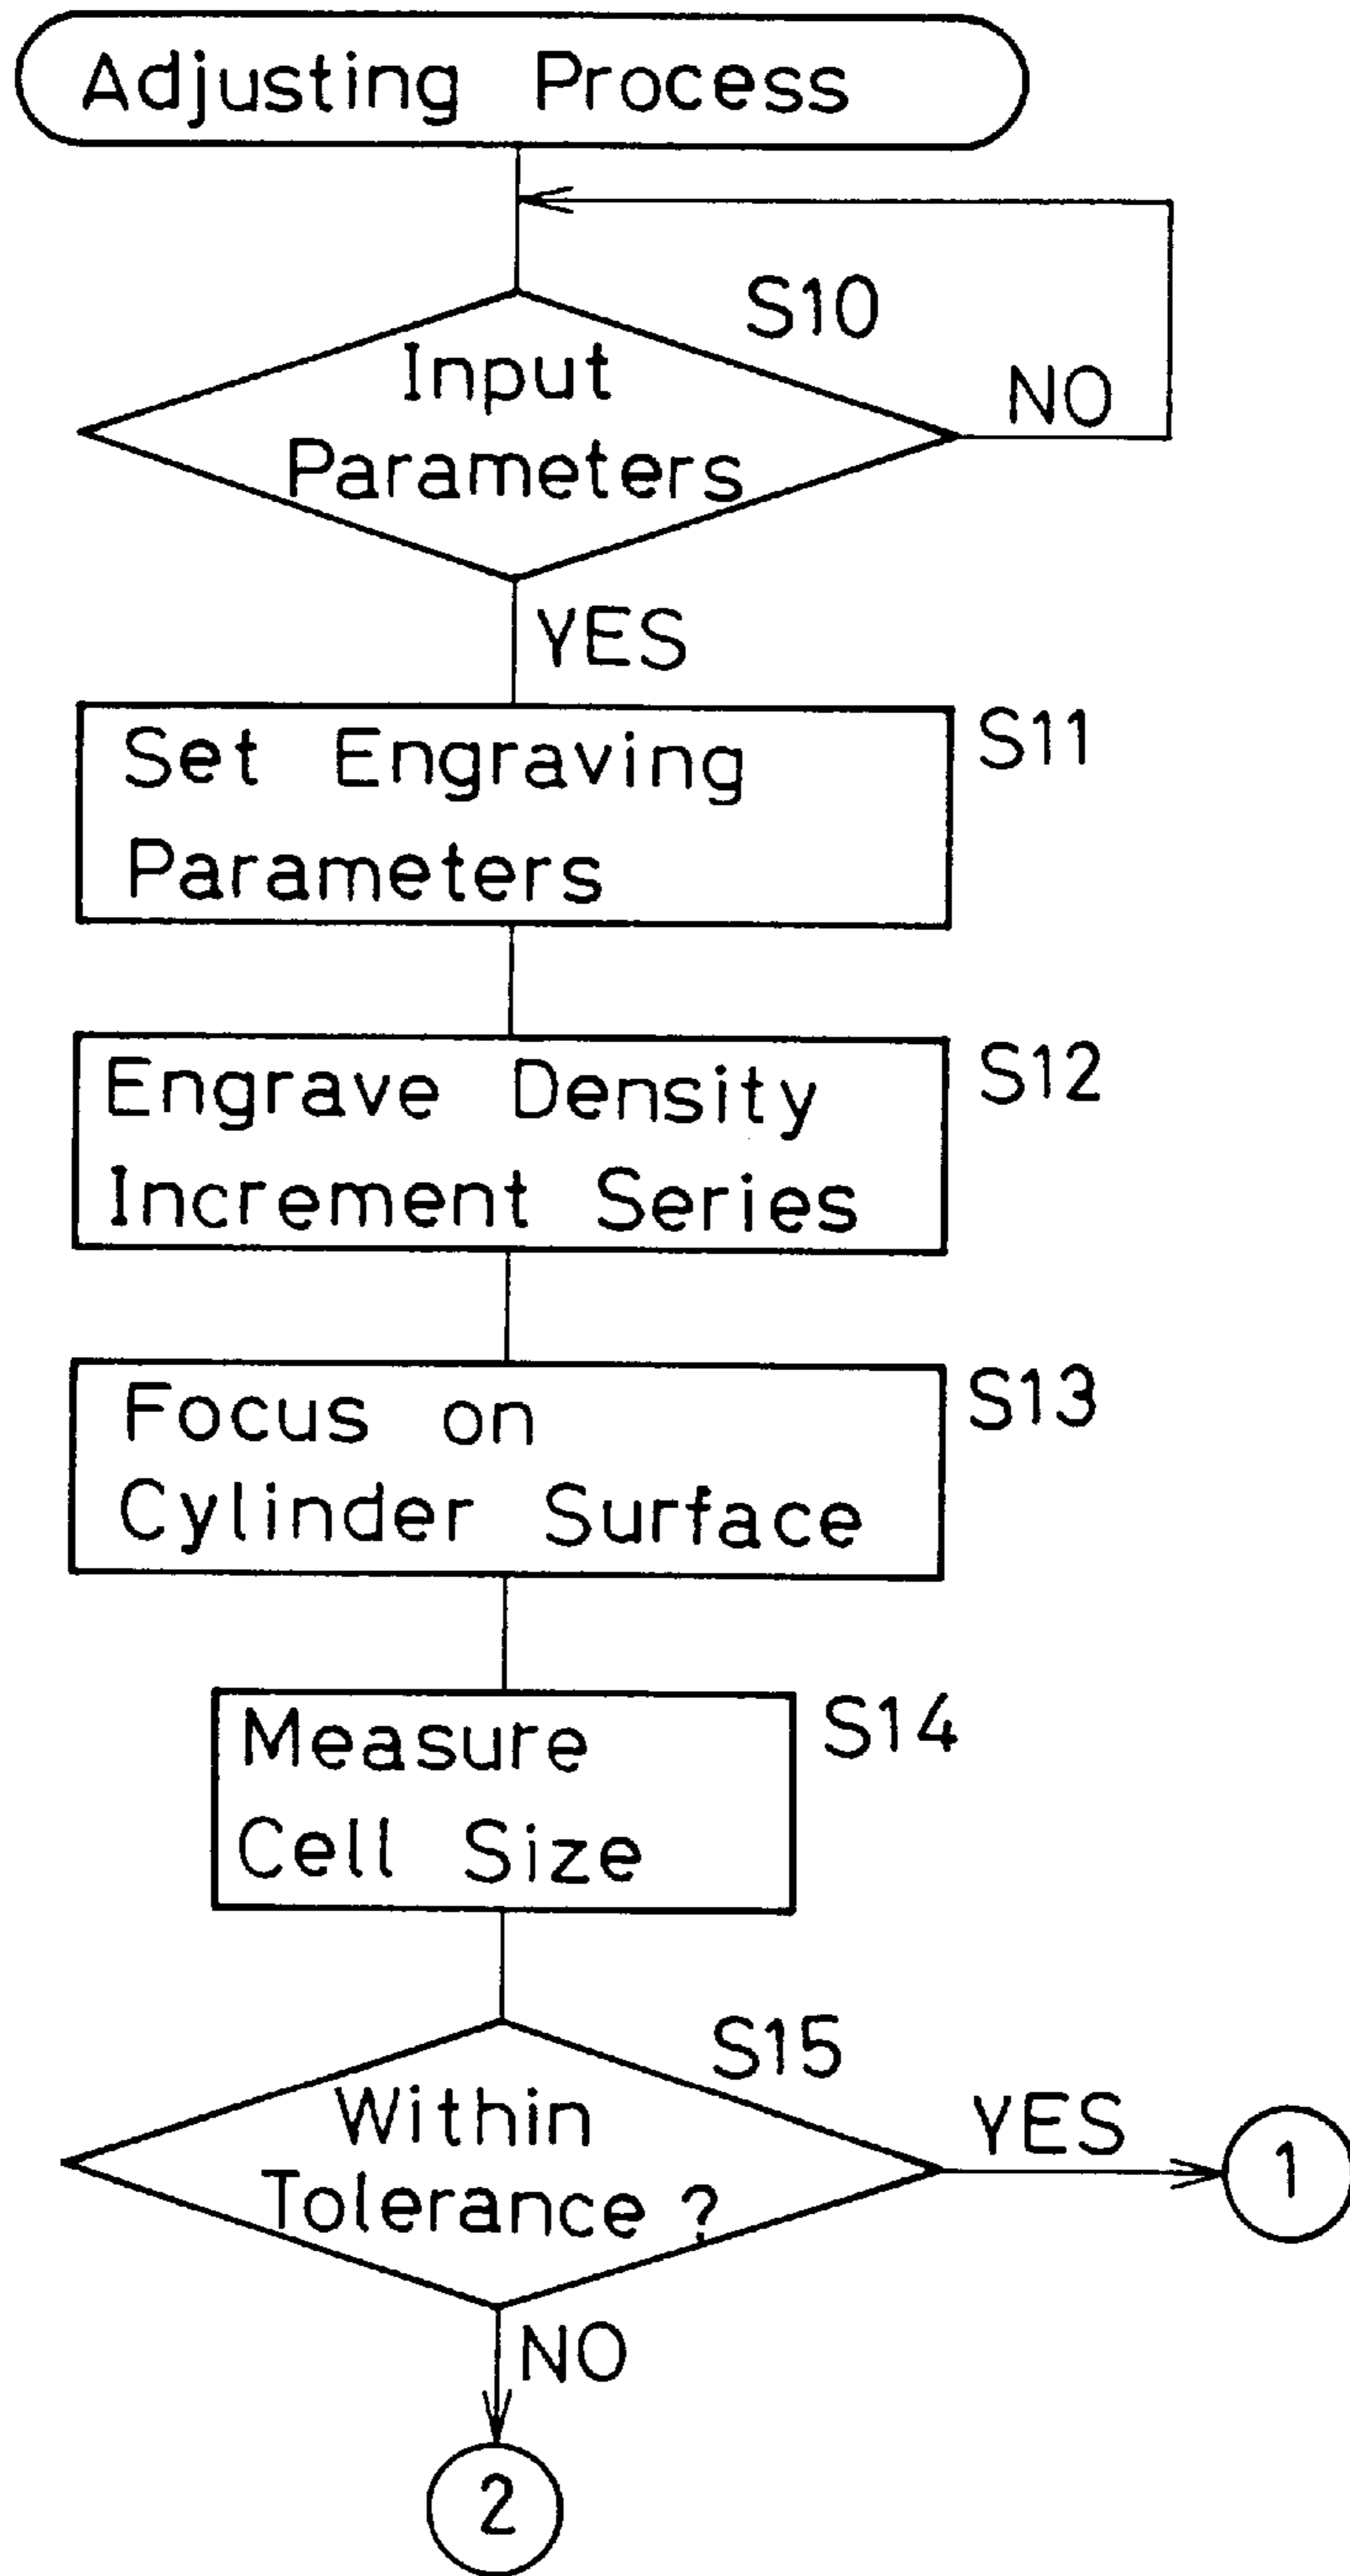 Adjusting Process
S10
Input
Parameters
NO
YES
Set Engraving
Parameters
S11
Engrave Density
Increment Series
S12
Focus on
Cylinder Surface
S13
Measure
Cell Size
S14
S15
Within
Tolerance ?
YES
1
NO
2